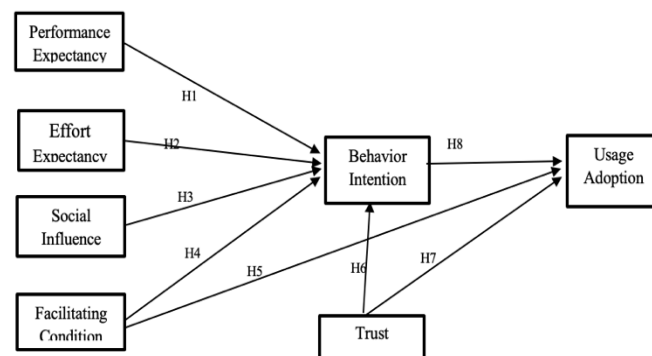 Performance
Expectancy
H1
Effort
Expectancy
H2
Behavior
Intention
H8
Usage
Adoption
Social
Influence
H3
H4
H5
H6
H7
Facilitating
Condition
Trust